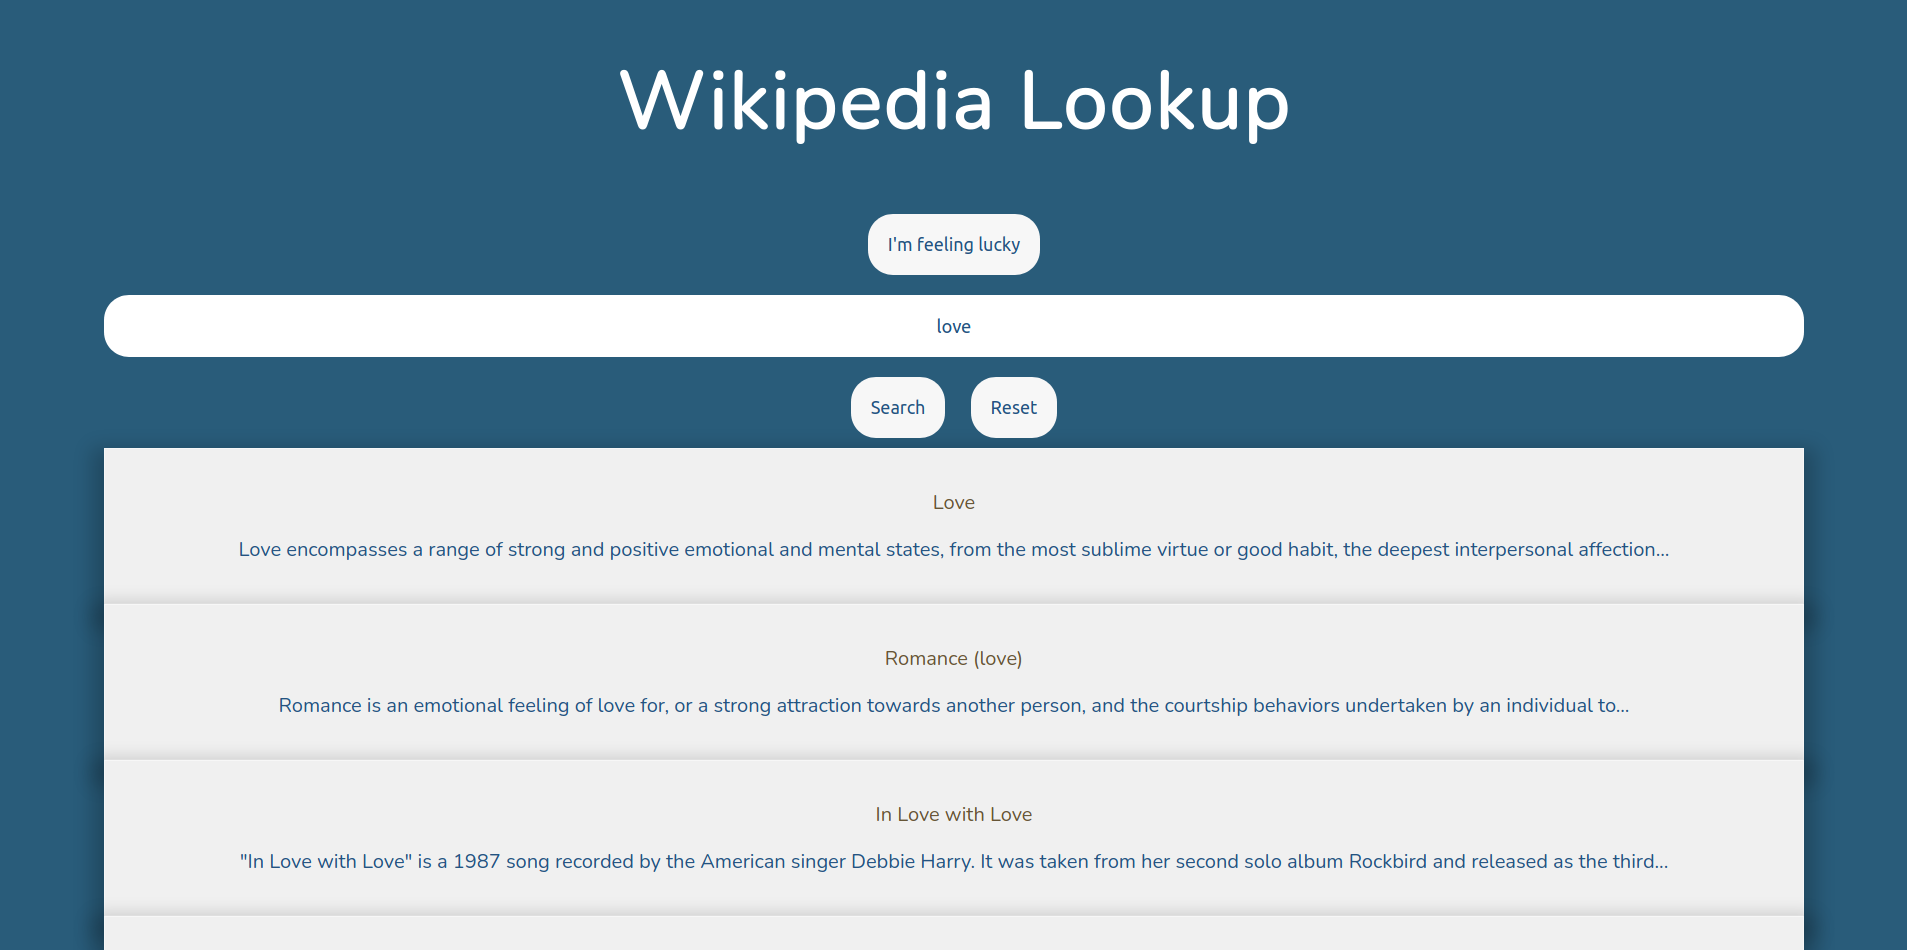 Wikipedia Lookup
I'm feeling lucky
love
Search Reset
Love
Love encompasses a range of strong and positive emotional and mental states, from the most sublime virtue or good habit, the deepest interpersonal affection...
Romance (love)
Romance is an emotional feeling of love for, or a strong attraction towards another person, and the courtship behaviors undertaken by an individual to...
In Love with Love
"In Love with Love" is a 1987 song recorded by the American singer Debbie Harry. It was taken from her second solo album Rockbird and released as the third...